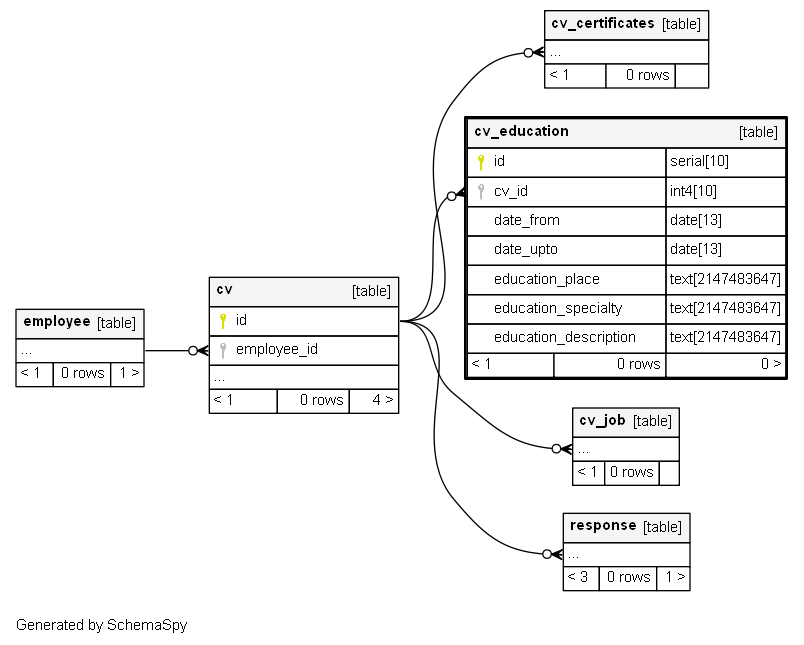 cv_certificates [table]
...
< 1 0 rows
cv_education [table]
id serial[10]
cv_id int4[10]
date_from date[13]
date_upto date[13]
education_place text[2147483647]
education_specialty text[2147483647]
education_description text[2147483647]
< 1 0 rows 0 >
cv [table]
id
employee_id
...
< 1 0 rows 4 >
employee [table]
...
< 1 0 rows 1 >
cv_job [table]
...
< 1 0 rows
response [table]
...
< 3 0 rows 1 >
Generated by SchemaSpy